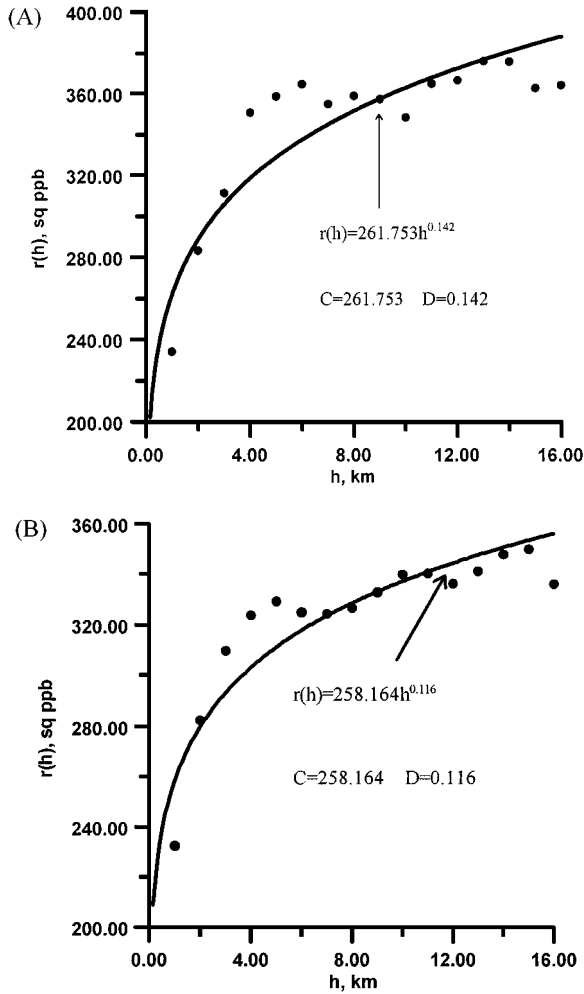 (A)
400.00
360.00
320.00
280.00
240.00
200.00
r(h), sq ppb
r(h)=261.753h^0.142
C=261.753 D=0.142
0.00 4.00 8.00 12.00 16.00
h, km
(B)
360.00
320.00
280.00
240.00
200.00
r(h), sq ppb
r(h)=258.164h^0.116
C=258.164 D=0.116
0.00 4.00 8.00 12.00 16.00
h, km